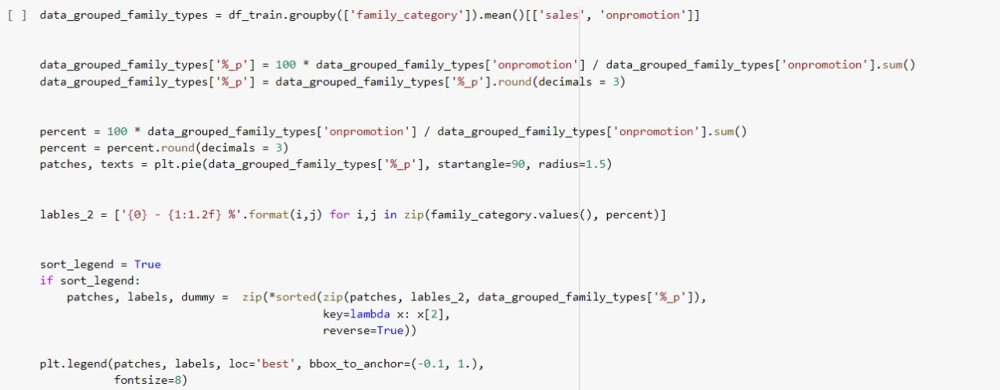 [ ] data_grouped_family_types = df_train.groupby(['family_category']).mean()[['sales', 'onpromotion']]
data_grouped_family_types['%_p'] = 100 * data_grouped_family_types['onpromotion'] / data_grouped_family_types['onpromotion'].sum()
data_grouped_family_types['%_p'] = data_grouped_family_types['%_p'].round(decimals = 3)
percent = 100 * data_grouped_family_types['onpromotion'] / data_grouped_family_types['onpromotion'].sum()
percent = percent.round(decimals = 3)
patches, texts = plt.pie(data_grouped_family_types['%_p'], startangle=90, radius=1.5)
lables_2 = ['{0} - {1:1.2f} %'.format(i,j) for i,j in zip(family_category.values(), percent)]
sort_legend = True
if sort_legend:
    patches, labels, dummy =  zip(*sorted(zip(patches, lables_2, data_grouped_family_types['%_p']),
                                          key=lambda x: x[2],
                                          reverse=True))
plt.legend(patches, labels, loc='best', bbox_to_anchor=(-0.1, 1.),
           fontsize=8)